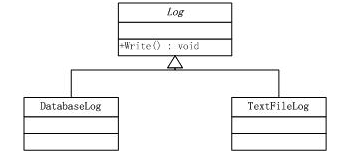 Log
+Write() : void
DatabaseLog
TextFileLog